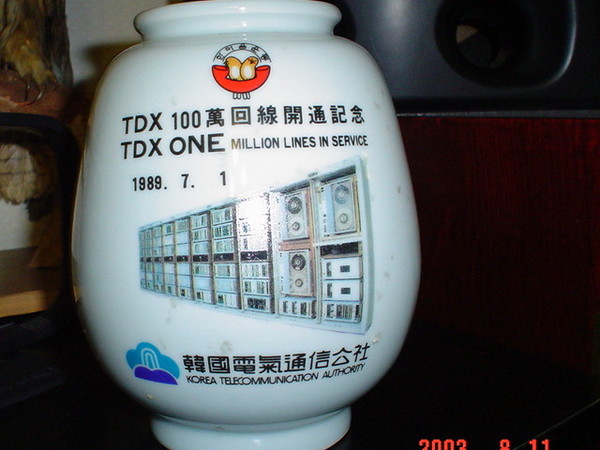 TDX 100萬回線開通記念
TDX ONE MILLION LINES IN SERVICE
1989. 7. 1
韓國電氣通信公社
KOREA TELECOMMUNICATION AUTHORITY
2003 8 11